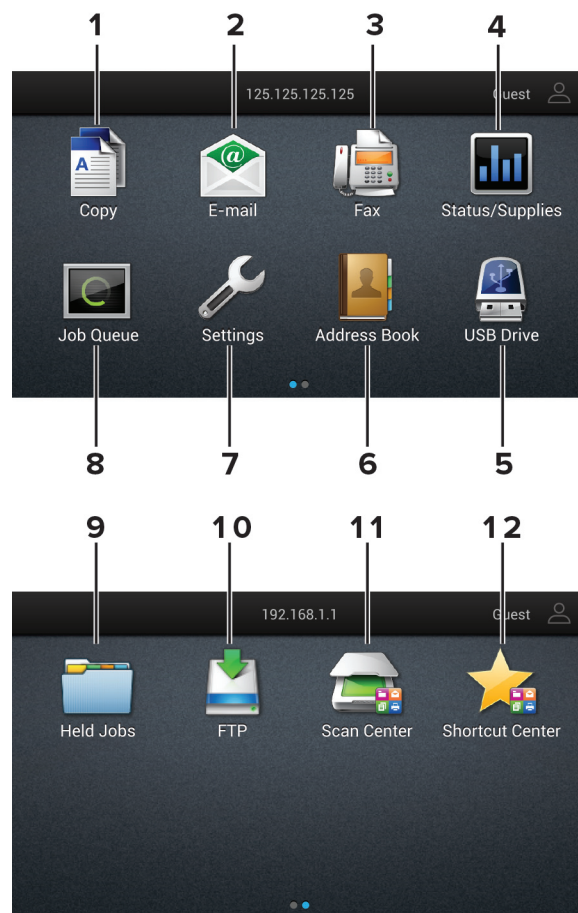 1 2 3 4
125.125.125.125 Guest
A @
Copy E-mail Fax Status/Supplies
Job Queue Settings Address Book USB Drive
8 7 6 5
9 10 11 12
192.168.1.1 Guest
Held Jobs FTP Scan Center Shortcut Center